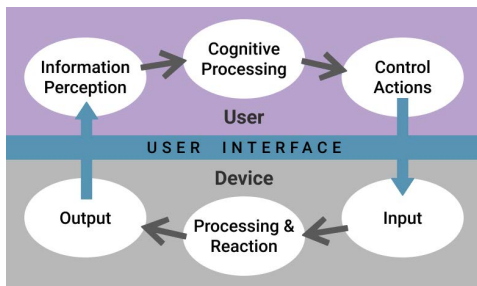 Cognitive
Processing
Information
Perception
Control
Actions
User
USER INTERFACE
Device
Output
Processing &
Reaction
Input